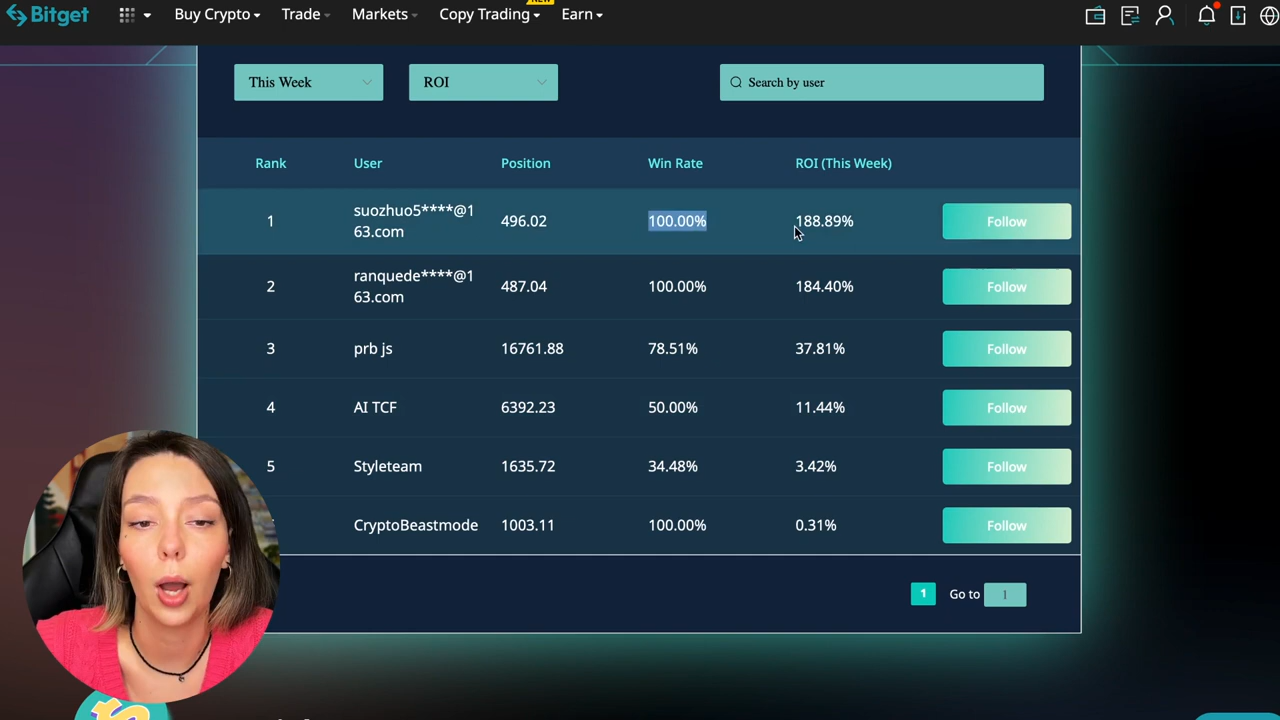 Bitget
Buy Crypto
Trade
Markets
Copy Trading
NEW
Earn
This Week
ROI
Search by user
Rank
User
Position
Win Rate
ROI (This Week)
1
suozhuo5****@1
63.com
496.02
100.00%
188.89%
Follow
2
ranquede****@1
63.com
487.04
100.00%
184.40%
Follow
3
prb js
16761.88
78.51%
37.81%
Follow
4
AI TCF
6392.23
50.00%
11.44%
Follow
5
Styleteam
1635.72
34.48%
3.42%
Follow
CryptoBeastmode
1003.11
100.00%
0.31%
Follow
1
Go to
1